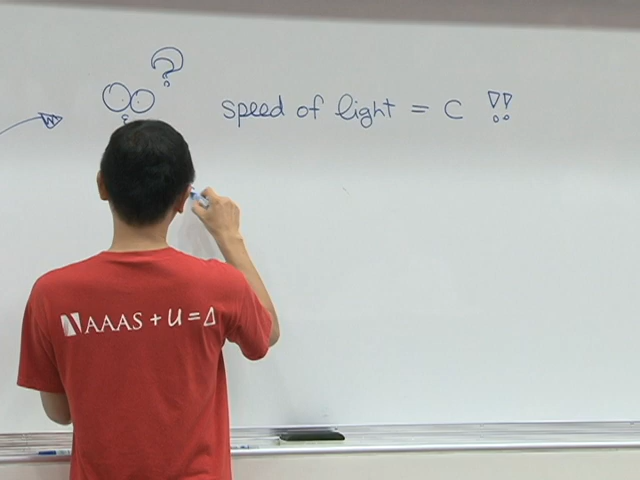 ?
speed of light = C !!
AAAS + U = Δ